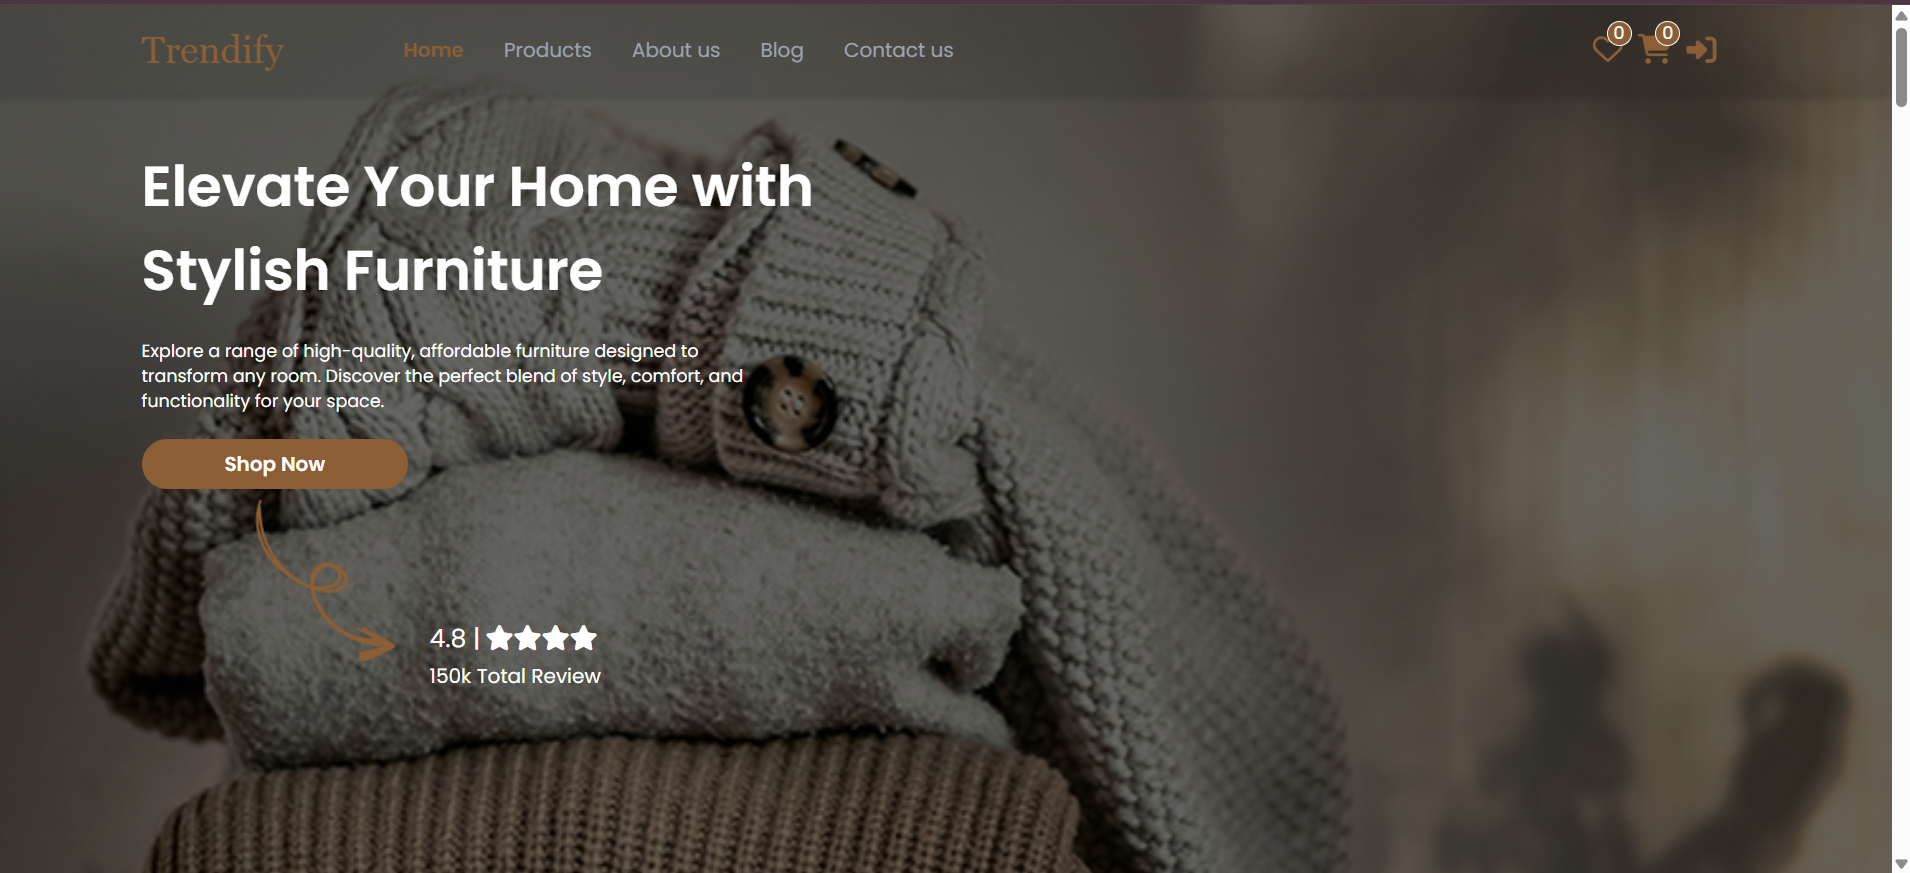 Trendify
Home Products About us Blog Contact us
0 0
Elevate Your Home with
Stylish Furniture
Explore a range of high-quality, affordable furniture designed to
transform any room. Discover the perfect blend of style, comfort, and
functionality for your space.
Shop Now
4.8 |
150k Total Review